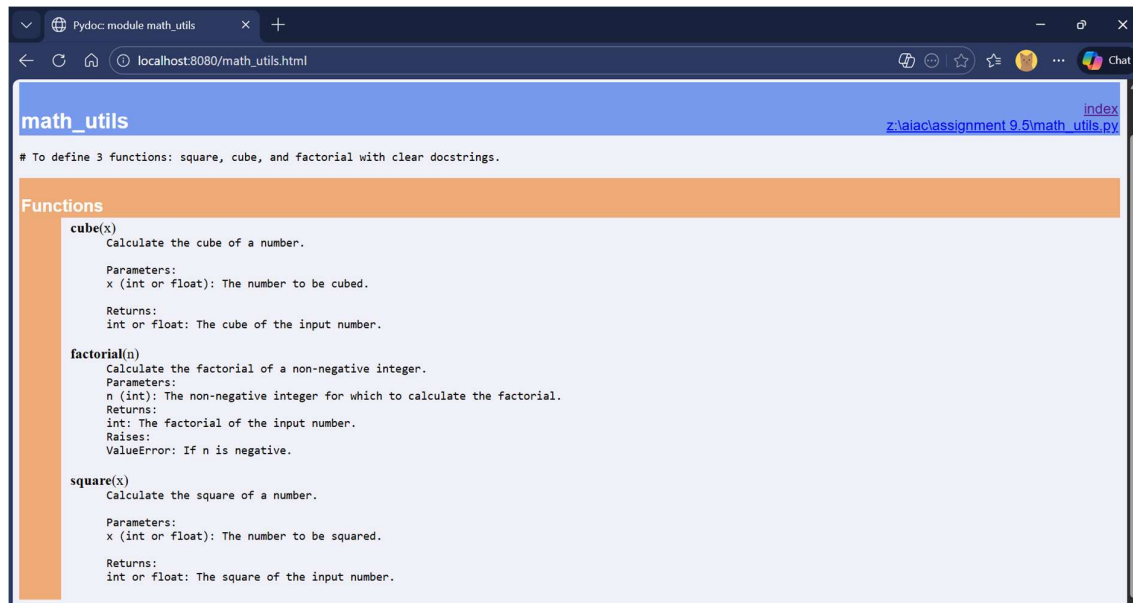 Pydoc: module math_utils
localhost:8080/math_utils.html
Chat
index
math_utils
z:\aiac\assignment 9.5\math_utils.py
# To define 3 functions: square, cube, and factorial with clear docstrings.
Functions
cube(x)
Calculate the cube of a number.
Parameters:
x (int or float): The number to be cubed.
Returns:
int or float: The cube of the input number.
factorial(n)
Calculate the factorial of a non-negative integer.
Parameters:
n (int): The non-negative integer for which to calculate the factorial.
Returns:
int: The factorial of the input number.
Raises:
ValueError: If n is negative.
square(x)
Calculate the square of a number.
Parameters:
x (int or float): The number to be squared.
Returns:
int or float: The square of the input number.